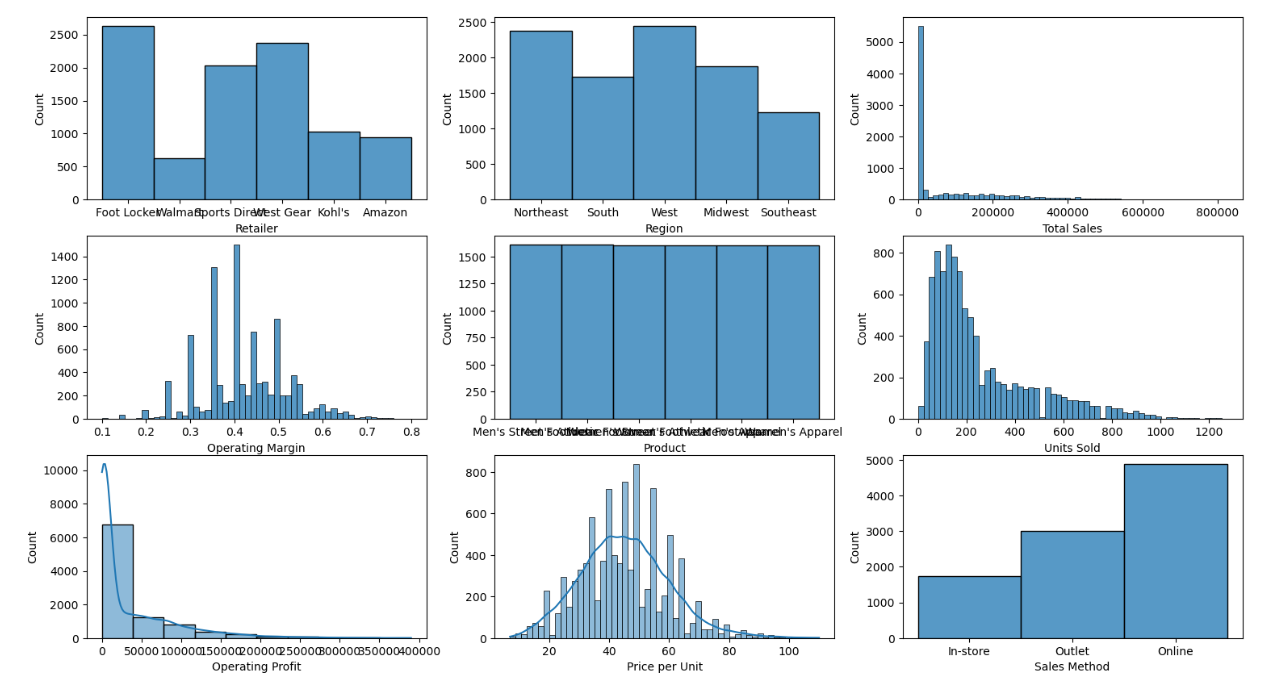 Count
2500
2000
1500
1000
500
0
Foot Locker Walmart Sports Direct West Gear Kohl's Amazon
Retailer
Count
2500
2000
1500
1000
500
0
Northeast South West Midwest Southeast
Region
Count
5000
4000
3000
2000
1000
0
0 200000 400000 600000 800000
Total Sales
Count
1400
1200
1000
800
600
400
200
0
0.1 0.2 0.3 0.4 0.5 0.6 0.7 0.8
Operating Margin
Count
1500
1250
1000
750
500
250
0
Men's Street Women's Apparel
Product
Count
800
600
400
200
0
0 200 400 600 800 1000 1200
Units Sold
Count
10000
8000
6000
4000
2000
0
0 50000 100000 150000 200000 250000 300000 350000 400000
Operating Profit
Count
800
600
400
200
0
20 40 60 80 100
Price per Unit
Count
5000
4000
3000
2000
1000
0
In-store Outlet Online
Sales Method